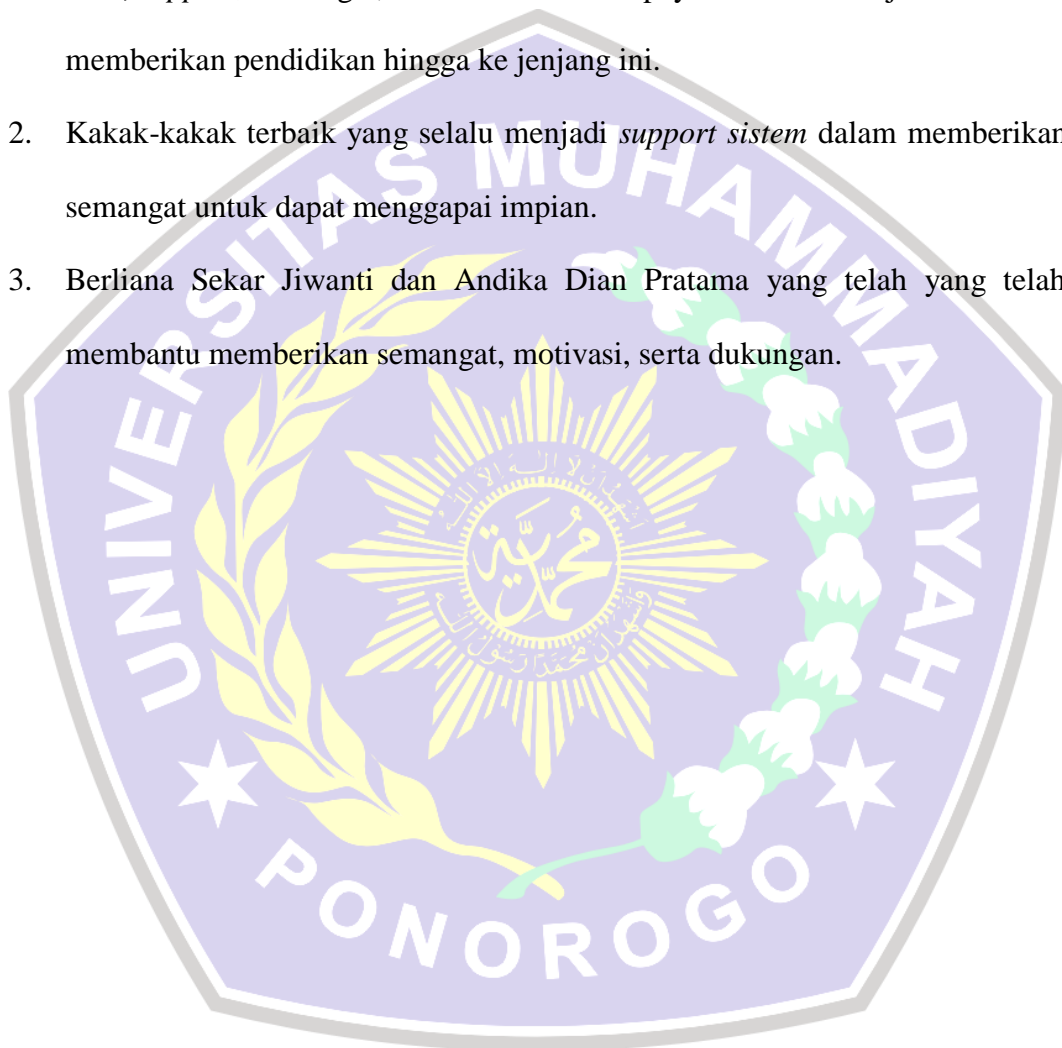 memberikan pendidikan hingga ke jenjang ini.
2. Kakak-kakak terbaik yang selalu menjadi support sistem dalam memberikan
semangat untuk dapat menggapai impian.
3. Berliana Sekar Jiwanti dan Andika Dian Pratama yang telah yang telah
membantu memberikan semangat, motivasi, serta dukungan.
UNIVERSITAS MUHAMMADIYAH
PONOROGO